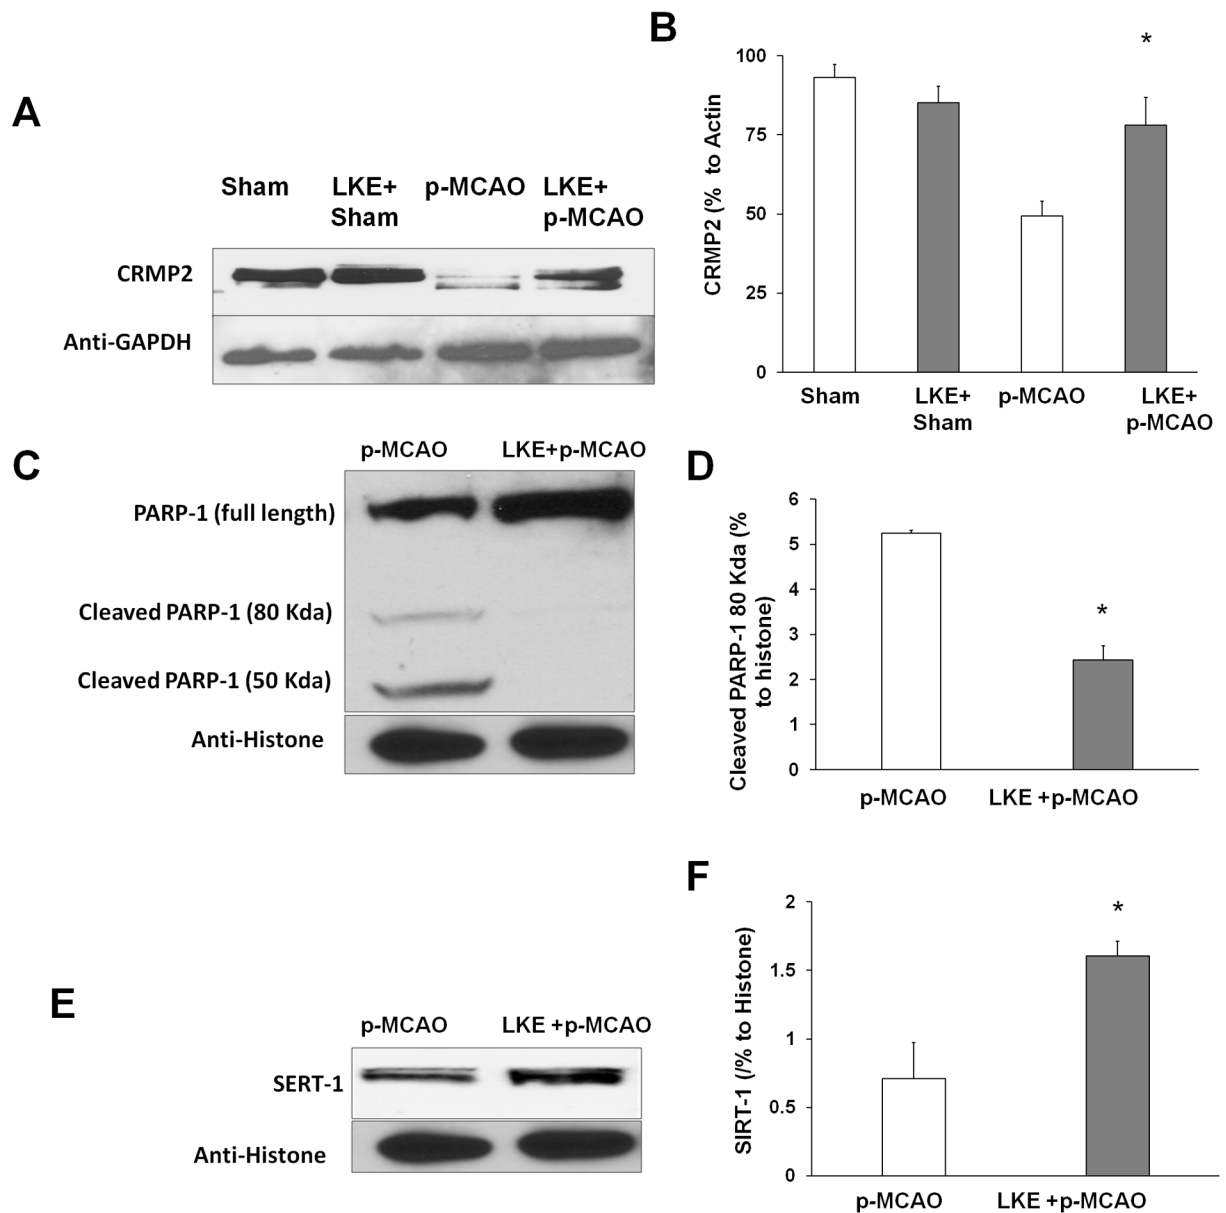 A
Sham
LKE+
Sham
p-MCAO
LKE+
p-MCAO
CRMP2
Anti-GAPDH
B
*
CRMP2 (% to Actin
100
75
50
25
0
Sham
LKE+
Sham
p-MCAO
LKE+
p-MCAO
C
p-MCAO
LKE+p-MCAO
PARP-1 (full length)
Cleaved PARP-1 (80 Kda)
Cleaved PARP-1 (50 Kda)
Anti-Histone
D
Cleaved PARP-1 80 Kda (%
to histone)
6
5
4
3
2
1
0
*
p-MCAO
LKE +p-MCAO
E
p-MCAO
LKE +p-MCAO
SERT-1
Anti-Histone
F
SIRT-1 (/% to Histone)
2
1.5
1
0.5
0
*
p-MCAO
LKE +p-MCAO